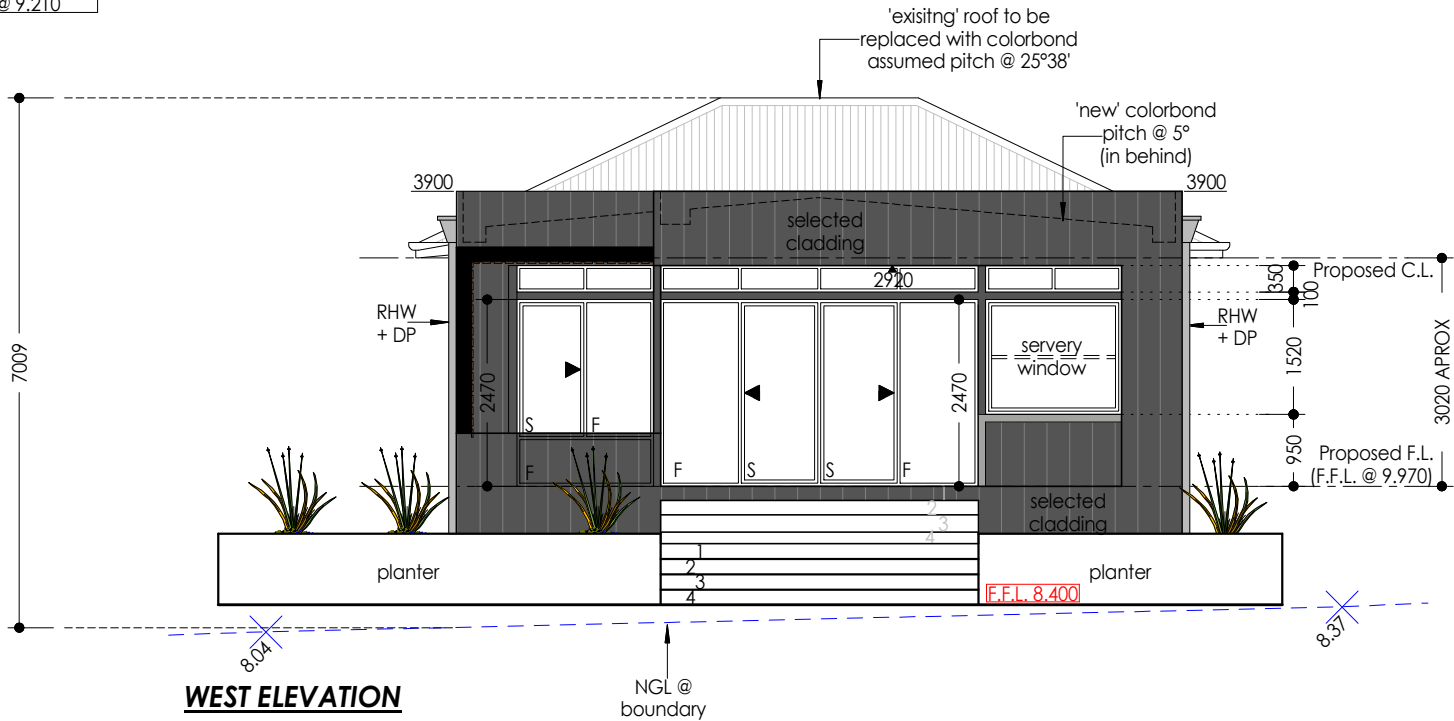 @ 9.210
'exisitng' roof to be
replaced with colorbond
assumed pitch @ 25°38'
'new' colorbond
pitch @ 5°
(in behind)
3900
3900
selected
cladding
2920
350
Proposed C.L.
100
RHW
+ DP
RHW
+ DP
7009
servery
window
1520
3020 APROX
2470
2470
S
F
F
F
S
S
F
950
Proposed F.L.
(F.F.L. @ 9.970)
selected
cladding
1
2
3
4
planter
1
2
3
4
planter
F.F.L. 8.400
8.04
8.37
WEST ELEVATION
NGL @
boundary